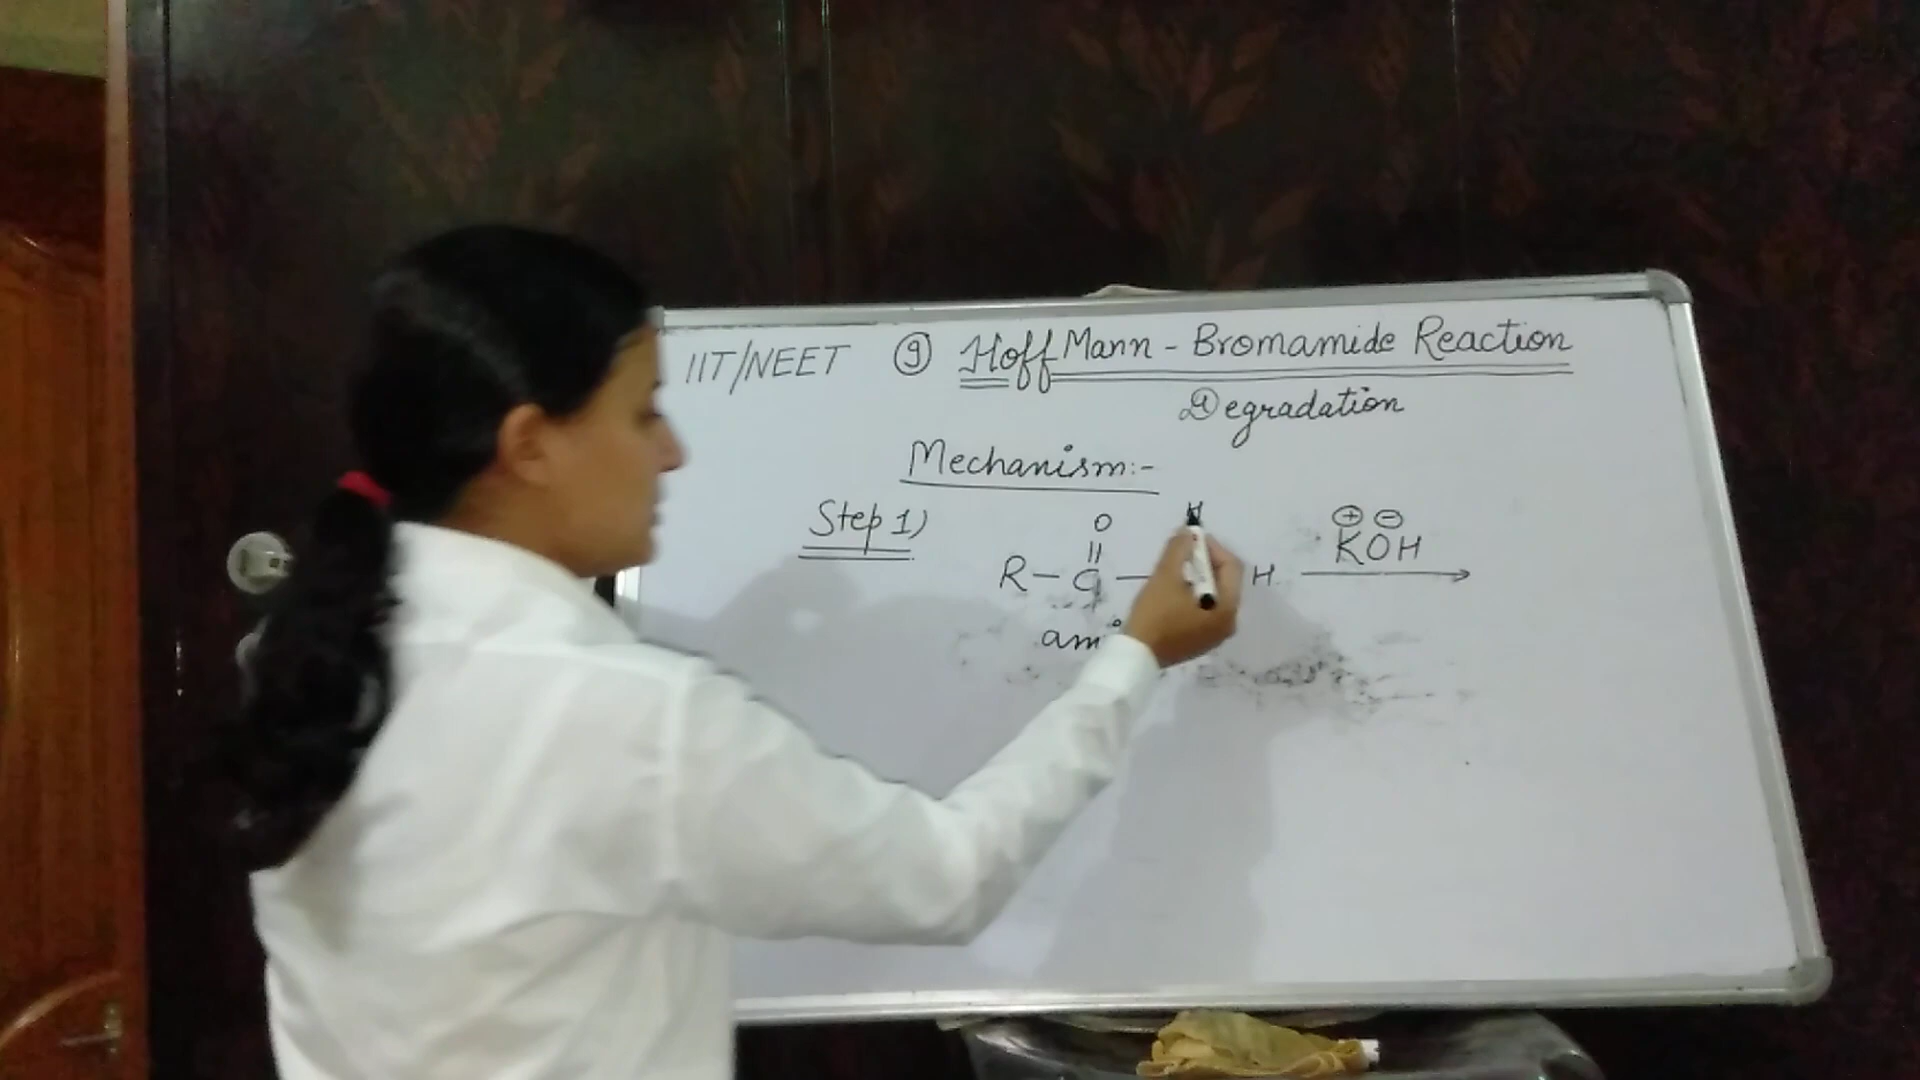 IIT/NEET ⑨ HoffMann - Bromamide Reaction
Degradation
Mechanism:-
Step 1)
O H ⊕ ⊖
||
R - C - H KOH →